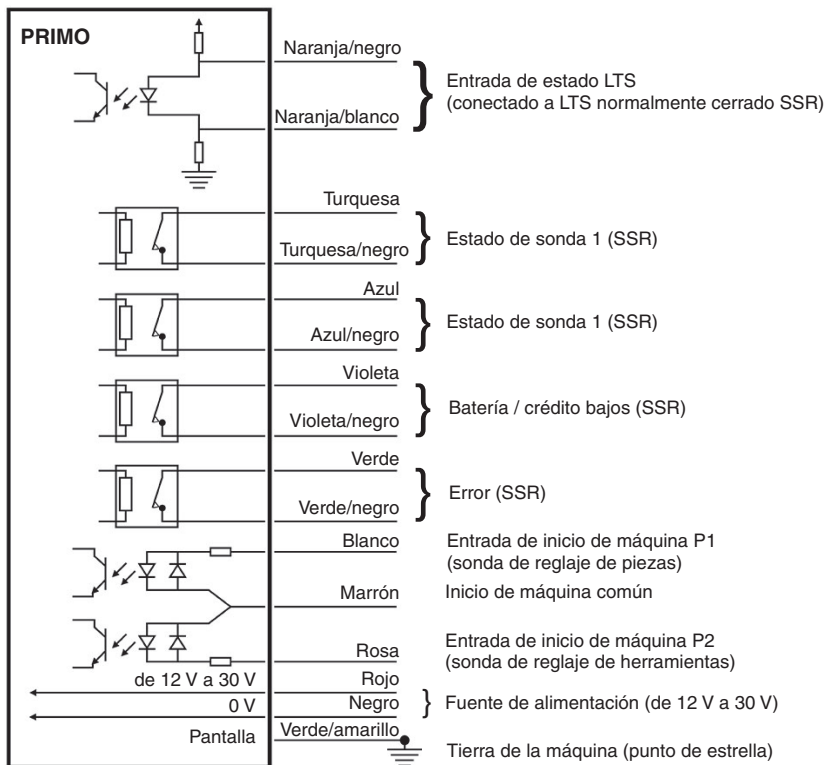 PRIMO
Naranja/negro
Entrada de estado LTS
(conectado a LTS normalmente cerrado SSR)
Naranja/blanco
Turquesa
Estado de sonda 1 (SSR)
Turquesa/negro
Azul
Estado de sonda 1 (SSR)
Azul/negro
Violeta
Batería / crédito bajos (SSR)
Violeta/negro
Verde
Error (SSR)
Verde/negro
Blanco
Entrada de inicio de máquina P1
(sonda de reglaje de piezas)
Marrón
Inicio de máquina común
Rosa
Entrada de inicio de máquina P2
(sonda de reglaje de herramientas)
de 12 V a 30 V
Rojo
0 V
Negro
Fuente de alimentación (de 12 V a 30 V)
Pantalla
Verde/amarillo
Tierra de la máquina (punto de estrella)